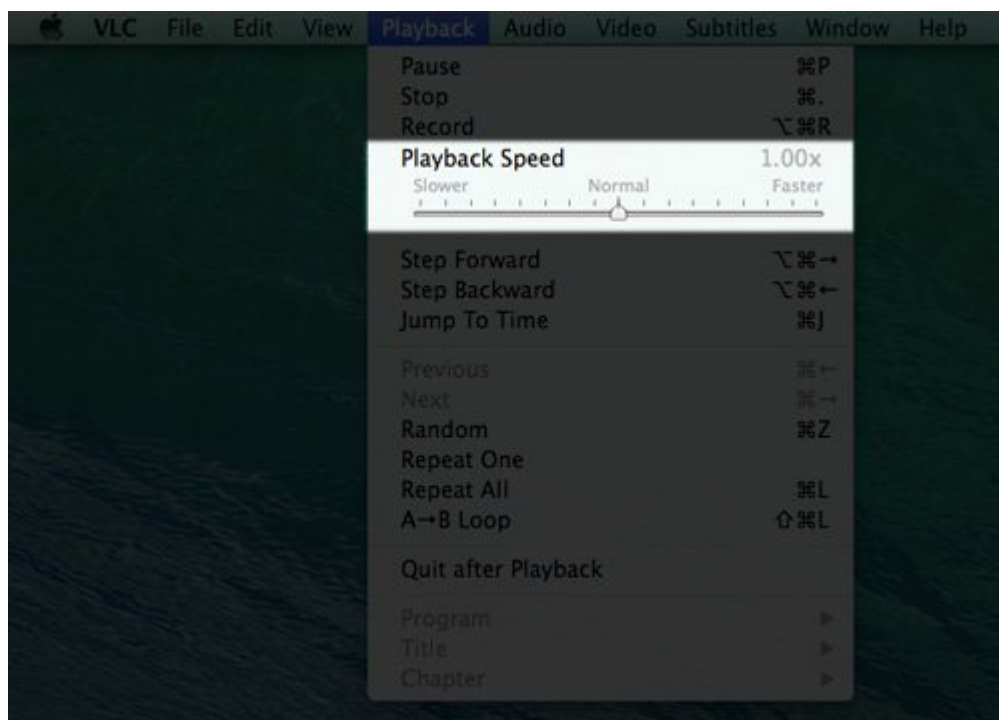 VLC File Edit View Playback Audio Video Subtitles Window Help
Pause ⌘P
Stop ⌘.
Record ⌥⌘R
Playback Speed 1.00x
Slower Normal Faster
Step Forward ⌥⌘→
Step Backward ⌥⌘←
Jump To Time ⌘J
Previous ⌘←
Next ⌘→
Random ⌘Z
Repeat One
Repeat All ⌘L
A→B Loop ⇧⌘L
Quit after Playback
Program ▶
Title ▶
Chapter ▶